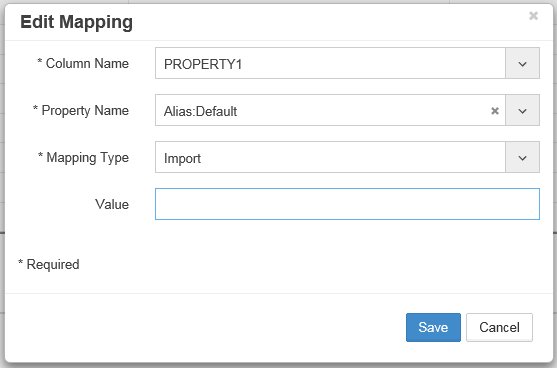 Edit Mapping
* Column Name PROPERTY1
* Property Name Alias:Default
* Mapping Type Import
Value
* Required
Save Cancel